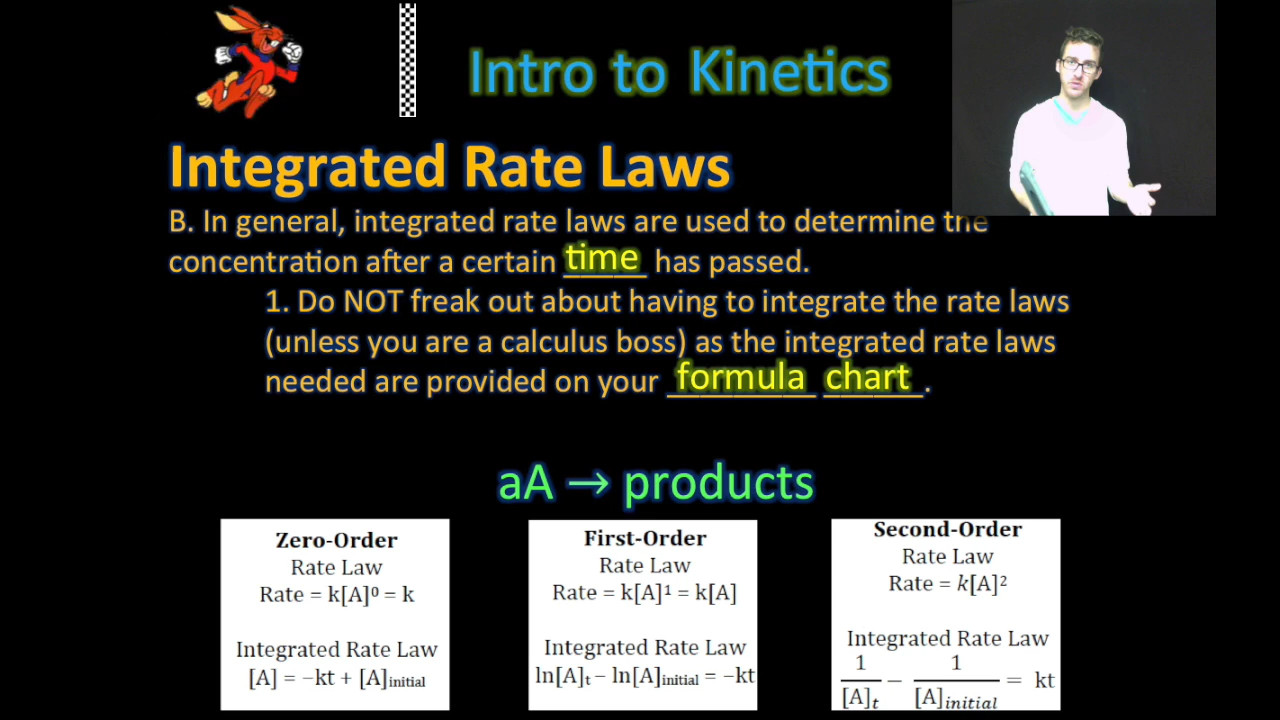 Intro to Kinetics
Integrated Rate Laws
B. In general, integrated rate laws are used to determine the
concentration after a certain time has passed.
1. Do NOT freak out about having to integrate the rate laws
(unless you are a calculus boss) as the integrated rate laws
needed are provided on your formula chart.
aA → products
Zero-Order
Rate Law
Rate = k[A]⁰ = k
Integrated Rate Law
[A] = −kt + [A]initial
First-Order
Rate Law
Rate = k[A]¹ = k[A]
Integrated Rate Law
ln[A]t − ln[A]initial = −kt
Second-Order
Rate Law
Rate = k[A]²
Integrated Rate Law
1/[A]t − 1/[A]initial = kt